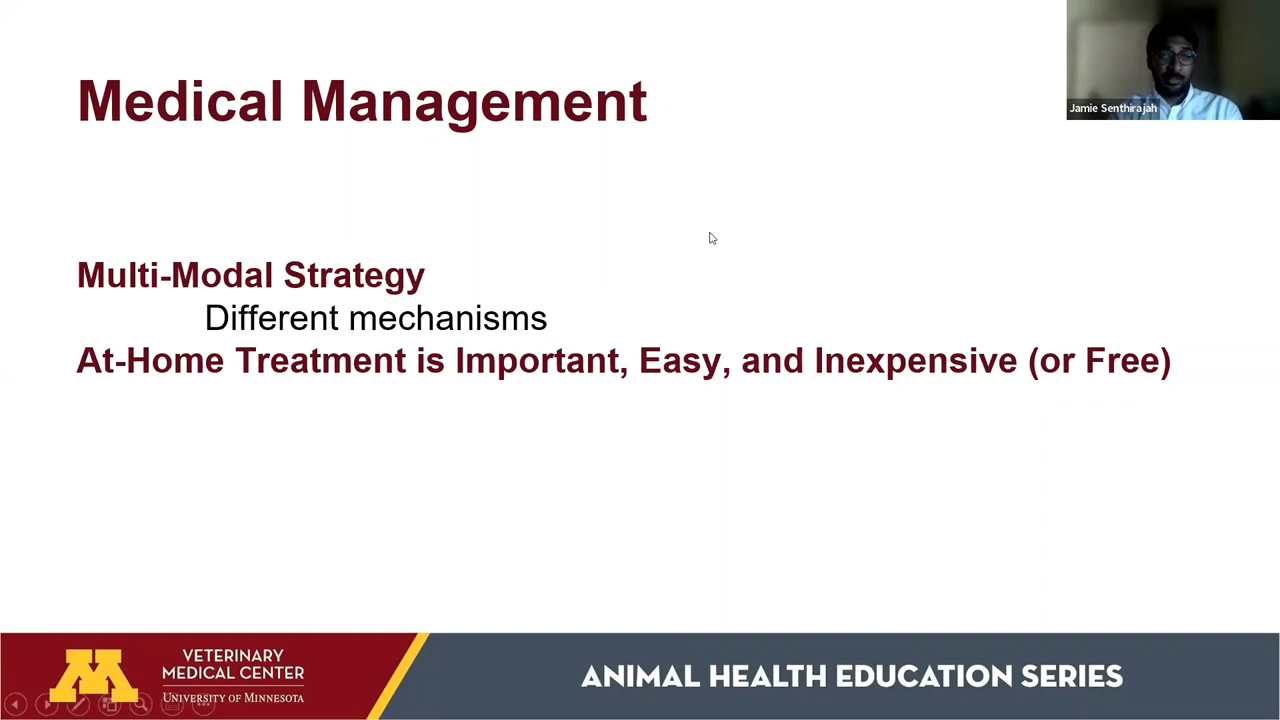 Medical Management
Jamie Senthirajah
Multi-Modal Strategy
Different mechanisms
At-Home Treatment is Important, Easy, and Inexpensive (or Free)
VETERINARY
MEDICAL CENTER
UNIVERSITY OF MINNESOTA
ANIMAL HEALTH EDUCATION SERIES